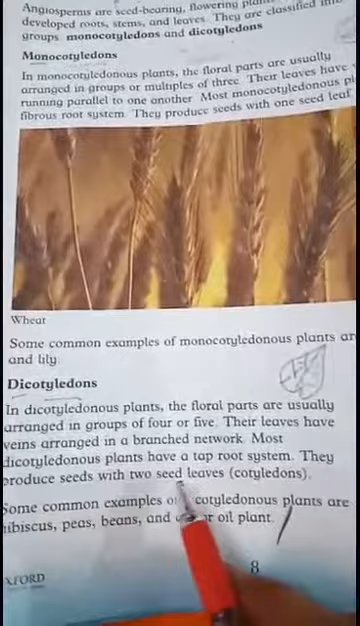 Angiosperms are seed-bearing, flowering
developed roots, stems, and leaves. They are classified into
groups monocotyledons and dicotyledons
Monocotyledons
In monocotyledonous plants, the floral parts are usually
arranged in groups or multiples of three. Their leaves have
running parallel to one another Most monocotyledonous
fibrous root system. They produce seeds with one seed leaf
Wheat
Some common examples of monocotyledonous plants
and lily
Dicotyledons
In dicotyledonous plants, the floral parts are usually
arranged in groups of four or five. Their leaves have
veins arranged in a branched network. Most
dicotyledonous plants have a tap root system. They
produce seeds with two seed leaves (cotyledons).
Some common examples cotyledonous plants are
hibiscus, peas, beans, and oil plant.
8
XFORD